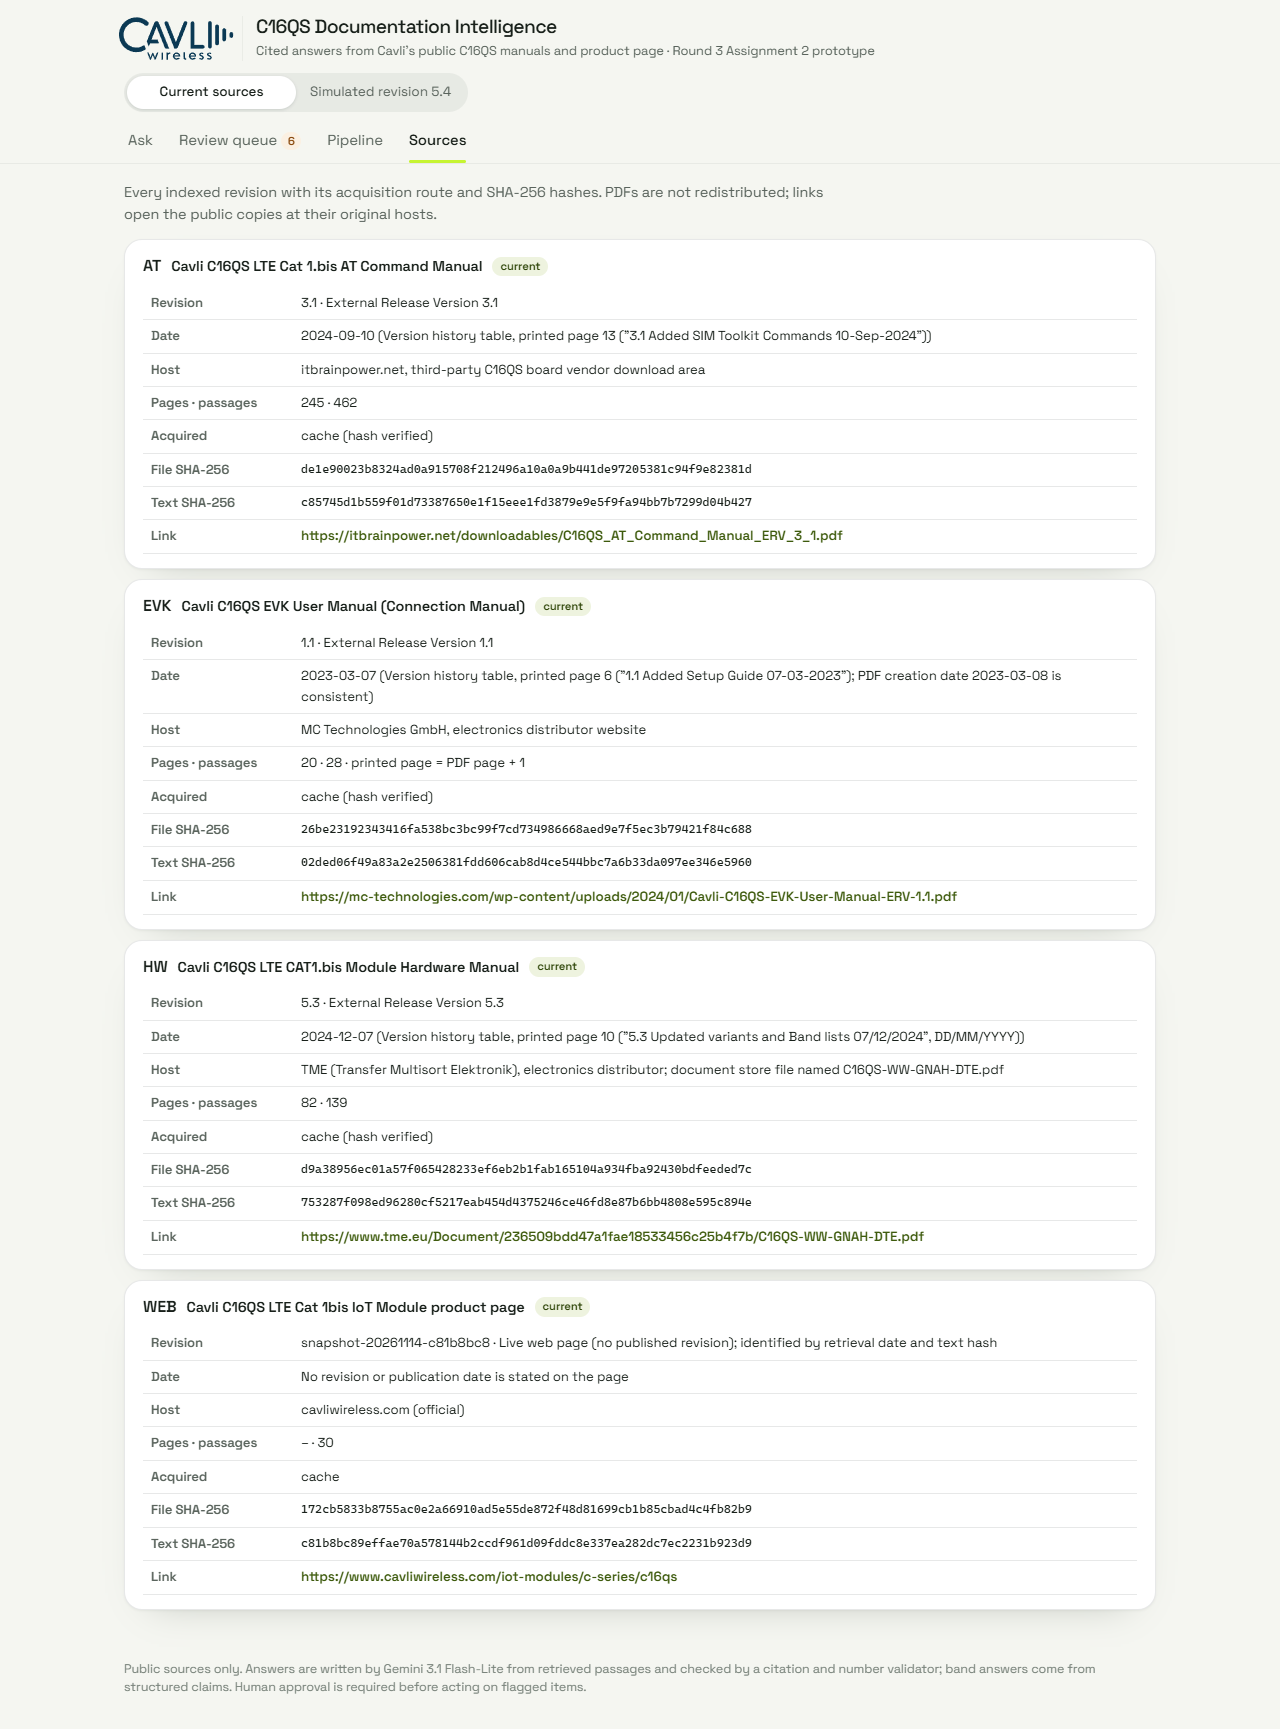 CAVLI
wireless
C16QS Documentation Intelligence
Cited answers from Cavli's public C16QS manuals and product page · Round 3 Assignment 2 prototype
Current sources
Simulated revision 5.4
Ask
Review queue 6
Pipeline
Sources
Every indexed revision with its acquisition route and SHA-256 hashes. PDFs are not redistributed; links
open the public copies at their original hosts.
AT Cavli C16QS LTE Cat 1.bis AT Command Manual current
Revision 3.1 · External Release Version 3.1
Date 2024-09-10 (Version history table, printed page 13 ("3.1 Added SIM Toolkit Commands 10-Sep-2024"))
Host itbrainpower.net, third-party C16QS board vendor download area
Pages · passages 245 · 462
Acquired cache (hash verified)
File SHA-256 de1e90023b8324ad0a915708f212496a10a0a9b441de97205381c94f9e82381d
Text SHA-256 c85745d1b559f01d73387650e1f15eee1fd3879e9e5f9fa94bb7b7299d04b427
Link https://itbrainpower.net/downloadables/C16QS_AT_Command_Manual_ERV_3_1.pdf
EVK Cavli C16QS EVK User Manual (Connection Manual) current
Revision 1.1 · External Release Version 1.1
Date 2023-03-07 (Version history table, printed page 6 ("1.1 Added Setup Guide 07-03-2023"); PDF creation date 2023-03-08 is
consistent)
Host MC Technologies GmbH, electronics distributor website
Pages · passages 20 · 28 · printed page = PDF page + 1
Acquired cache (hash verified)
File SHA-256 26be23192343416fa538bc3bc99f7cd734986668aed9e7f5ec3b79421f84c688
Text SHA-256 02ded06f49a83a2e2506381fdd606cab8d4ce544bbc7a6b33da097ee346e5960
Link https://mc-technologies.com/wp-content/uploads/2024/01/Cavli-C16QS-EVK-User-Manual-ERV-1.1.pdf
HW Cavli C16QS LTE CAT1.bis Module Hardware Manual current
Revision 5.3 · External Release Version 5.3
Date 2024-12-07 (Version history table, printed page 10 ("5.3 Updated variants and Band lists 07/12/2024", DD/MM/YYYY))
Host TME (Transfer Multisort Elektronik), electronics distributor; document store file named C16QS-WW-GNAH-DTE.pdf
Pages · passages 82 · 139
Acquired cache (hash verified)
File SHA-256 d9a38956ec01a57f065428233ef6eb2b1fab165104a934fba92430bdfeeded7c
Text SHA-256 753287f098ed96280cf5217eab454d4375246ce46fd8e87b6bb4808e595c894e
Link https://www.tme.eu/Document/236509bdd47a1fae18533456c25b4f7b/C16QS-WW-GNAH-DTE.pdf
WEB Cavli C16QS LTE Cat 1bis IoT Module product page current
Revision snapshot-20261114-c81b8bc8 · Live web page (no published revision); identified by retrieval date and text hash
Date No revision or publication date is stated on the page
Host cavliwireless.com (official)
Pages · passages – · 30
Acquired cache
File SHA-256 172cb5833b8755ac0e2a66910ad5e55de872f48d81699cb1b85cbad4c4fb82b9
Text SHA-256 c81b8bc89effae70a578144b2ccdf961d09fddc8e337ea282dc7ec2231b923d9
Link https://www.cavliwireless.com/iot-modules/c-series/c16qs
Public sources only. Answers are written by Gemini 3.1 Flash-Lite from retrieved passages and checked by a citation and number validator; band answers come from
structured claims. Human approval is required before acting on flagged items.